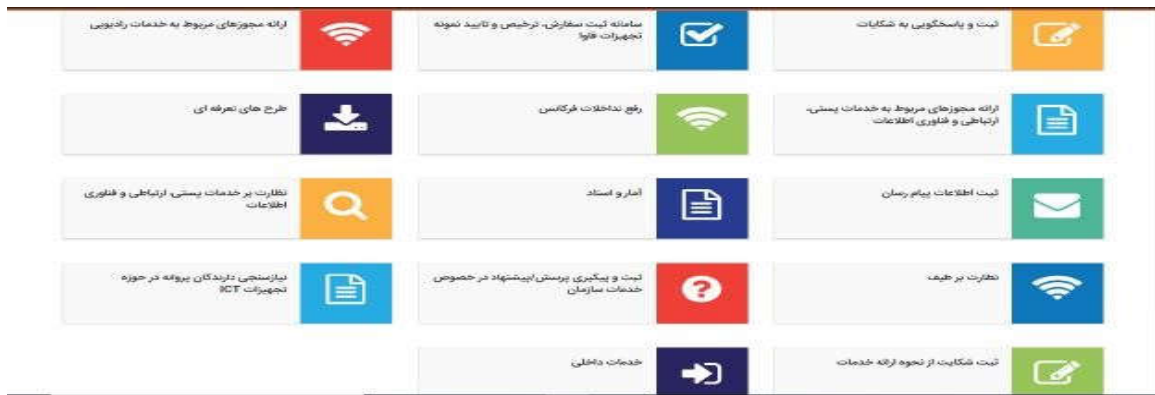 ثبت و پاسخگویی به شکایات
سامانه ثبت سفارش، ترخیص و تایید نمونه
تجهیزات فاوا
ارائه مجوزهای مربوط به خدمات رادیویی
ارائه مجوزهای مربوط به خدمات پستی،
ارتباطی و فناوری اطلاعات
رفع تداخلات فرکانس
طرح های تعرفه ای
ثبت اطلاعات پیام رسان
آمار و اسناد
نظارت بر خدمات پستی، ارتباطی و فناوری
اطلاعات
نظارت بر طیف
ثبت و پیگیری پرسش/پیشنهاد در خصوص
خدمات سازمان
نیازسنجی دارندگان پروانه در حوزه
تجهیزات ICT
ثبت شکایت از نحوه ارائه خدمات
خدمات داخلی